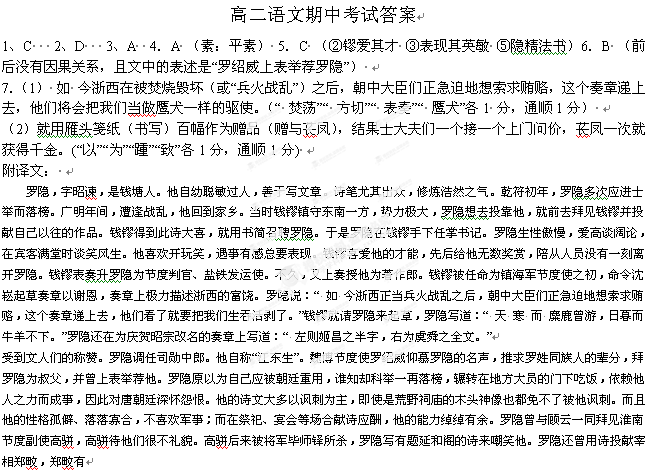 高二语文期中考试答案
1、C 2、D 3、A 4．A（素：平素）5．C（②镠爱其才 ③表现其英敏 ⑤隐精法书）6．B（前
后没有因果关系，且文中的表述是“罗绍威上表举荐罗隐”）
7．（1）如今浙西在被焚烧毁坏（或“兵火战乱”）之后，朝中大臣们正急迫地想索求贿赂，这个奏章递上
去，他们将会把我们当做鹰犬一样的驱使。（“焚荡”“方切”“表奏”“鹰犬”各 1 分，通顺 1 分）
（2）就用雁头笺纸（书写）百幅作为赠品（赠与苌凤），结果士大夫们一个接一个上门问价，苌凤一次就
获得千金。(“以”“为”“踵”“致”各 1 分，通顺 1 分)
附译文：
罗隐，字昭谏，是钱塘人。他自幼聪敏过人，善于写文章。诗笔尤其出众，修炼浩然之气。乾符初年，罗隐多次应进士
举而落榜。广明年间，遭逢战乱，他回到家乡。当时钱镠镇守东南一方，势力极大，罗隐想去投靠他，就前去拜见钱镠并投
献自己以往的作品。钱镠得到此诗大喜，就用书简召聘罗隐。于是罗隐在钱镠手下任掌书记。罗隐生性傲慢，爱高谈阔论，
在宾客满堂时谈笑风生。他喜欢开玩笑，遇事有感总要表现。钱镠喜爱他的才能，先后给他无数奖赏，陪从人员没有一刻离
开罗隐。钱镠表奏升罗隐为节度判官、盐铁发运使。不久，又上奏授他为著作郎。钱镠被任命为镇海军节度使之初，命令沈
崧起草奏章以谢恩，奏章上极力描述浙西的富饶。罗隐说：“如今浙西正当兵火战乱之后，朝中大臣们正急迫地想索求贿
赂，这个奏章递上去，他们看了就要把我们生吞活剥了。”钱镠就请罗隐来起草，罗隐写道：“天寒而麋鹿曾游，日暮而
牛羊不下。”罗隐还在为庆贺昭宗改名的奏章上写道：“左则姬昌之半字，右为虞舜之全文。”
受到文人们的称赞。罗隐调任司勋郎中。他自称“江东生”。魏博节度使罗绍威仰慕罗隐的名声，推求罗姓同族人的辈分，拜
罗隐为叔父，并曾上表举荐他。罗隐原以为自己应被朝廷重用，谁知却科举一再落榜，辗转在地方大员的门下吃饭，依赖他
人之力而成事，因此对唐朝廷深怀怨恨。他的诗文大多以讽刺为主，即使是荒野祠庙的木头神像也都免不了被他讽刺。而且
他的性格孤僻、落落寡合，不喜欢军事；而在祭祀、宴会等场合献诗应酬，他的能力绰绰有余。罗隐曾与顾云一同拜见淮南
节度副使高骈，高骈待他们很不礼貌。高骈后来被将军毕师铎所杀，罗隐写有题延和阁的诗来嘲笑他。罗隐还曾用诗投献宰
相郑畋，郑畋有